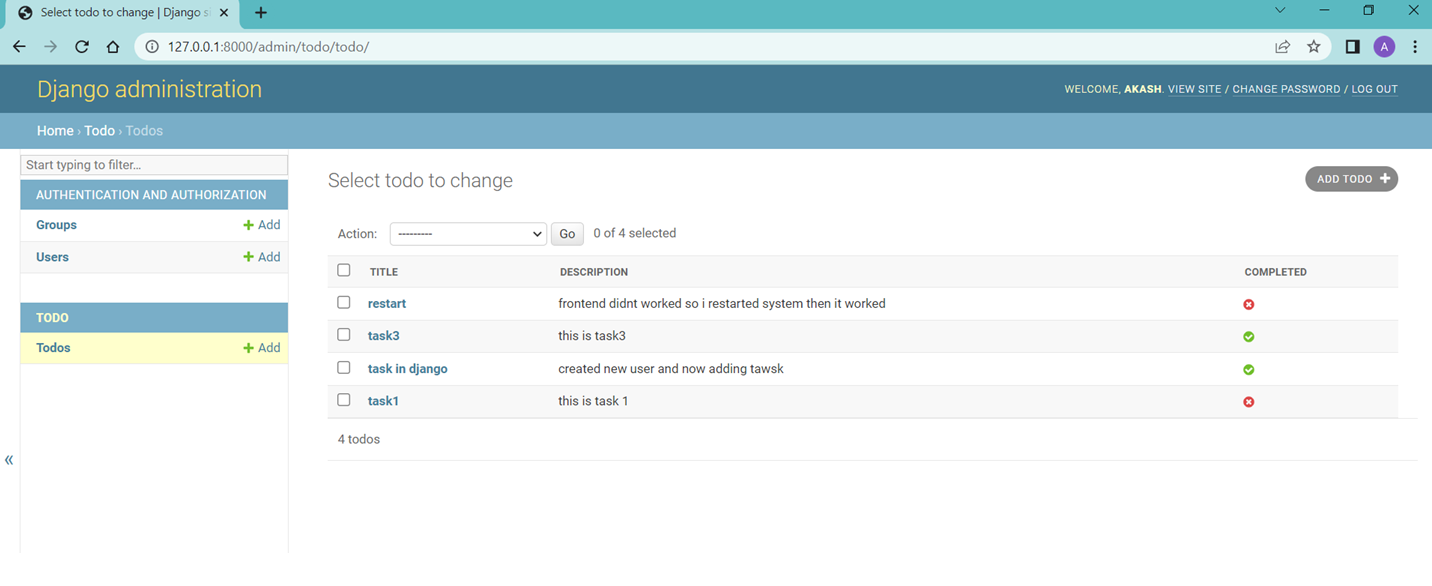 Select todo to change | Django s
127.0.0.1:8000/admin/todo/todo/
A
Django administration
WELCOME, AKASH. VIEW SITE / CHANGE PASSWORD / LOG OUT
Home › Todo › Todos
Start typing to filter...
AUTHENTICATION AND AUTHORIZATION
Groups + Add
Users + Add
TODO
Todos + Add
«
Select todo to change
ADD TODO +
Action: --------- Go 0 of 4 selected
TITLE DESCRIPTION COMPLETED
restart frontend didnt worked so i restarted system then it worked
task3 this is task3
task in django created new user and now adding tawsk
task1 this is task 1
4 todos